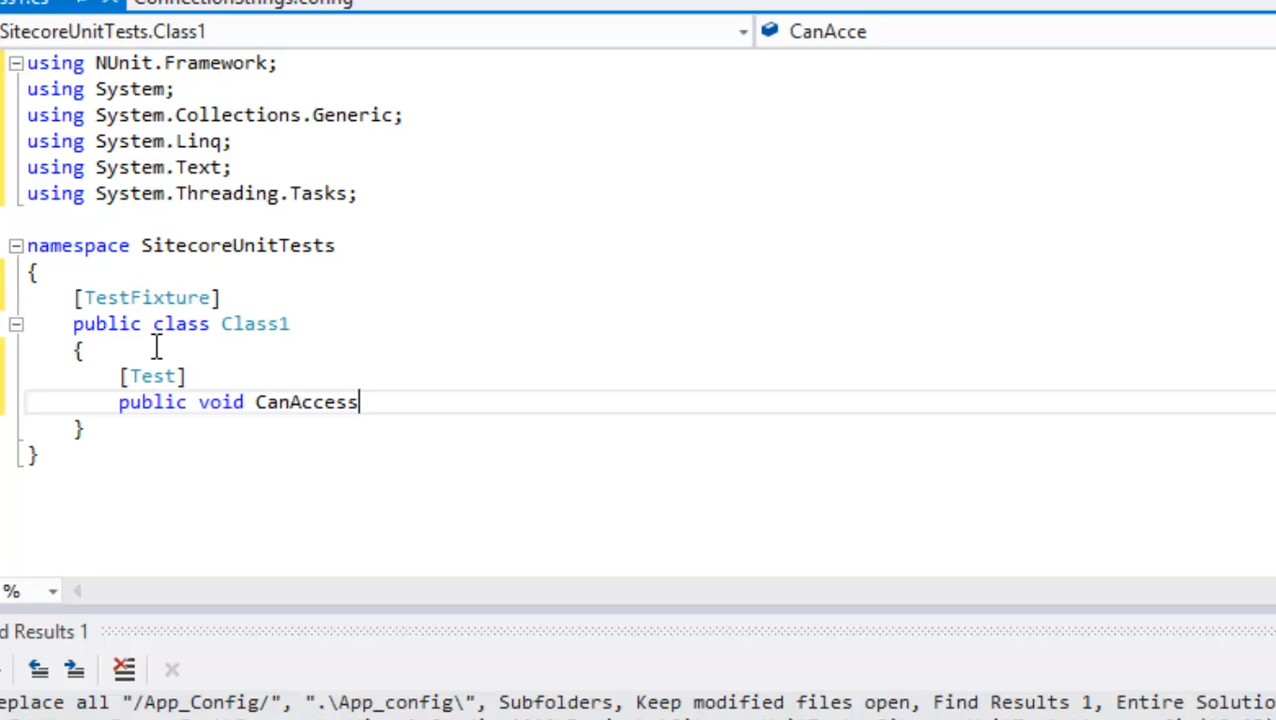 ConnectionStrings.config
SitecoreUnitTests.Class1
CanAcce
using NUnit.Framework;
using System;
using System.Collections.Generic;
using System.Linq;
using System.Text;
using System.Threading.Tasks;
namespace SitecoreUnitTests
{
[TestFixture]
public class Class1
{
[Test]
public void CanAccess
}
}
%
d Results 1
eplace all "/App_Config/", ".\App_config\", Subfolders, Keep modified files open, Find Results 1, Entire Solutio